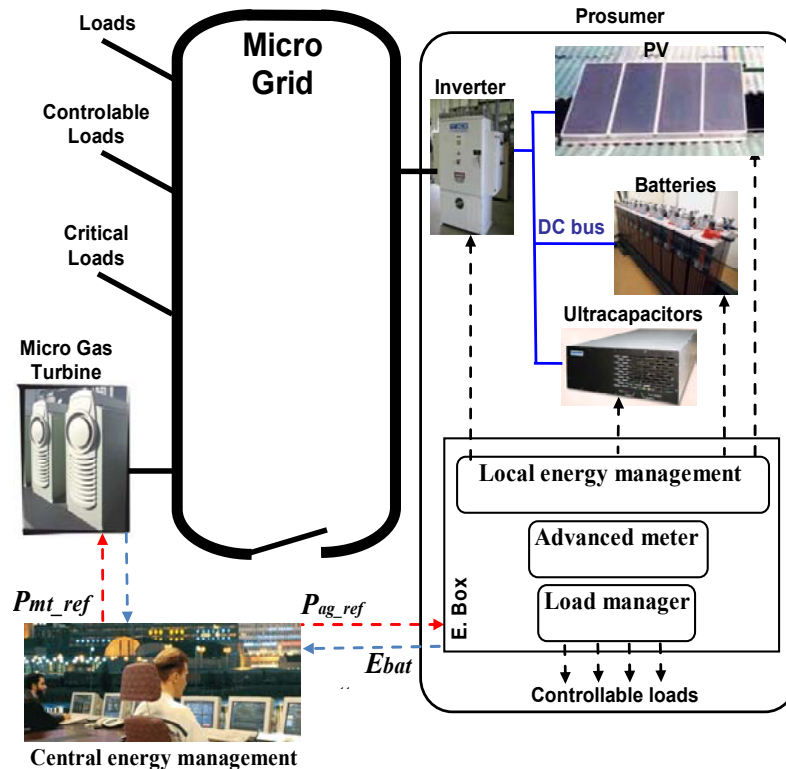 Prosumer
Loads
Micro
Grid
PV
Inverter
Controlable
Loads
Batteries
DC bus
Critical
Loads
Ultracapacitors
Micro Gas
Turbine
Local energy management
Advanced meter
Load manager
E. Box
Pmt_ref
Pag_ref
Ebat
Controllable loads
Central energy management